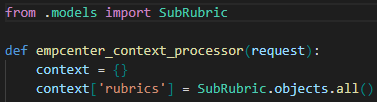 from .models import SubRubric
def empcenter_context_processor(request):
    context = {}
    context['rubrics'] = SubRubric.objects.all()